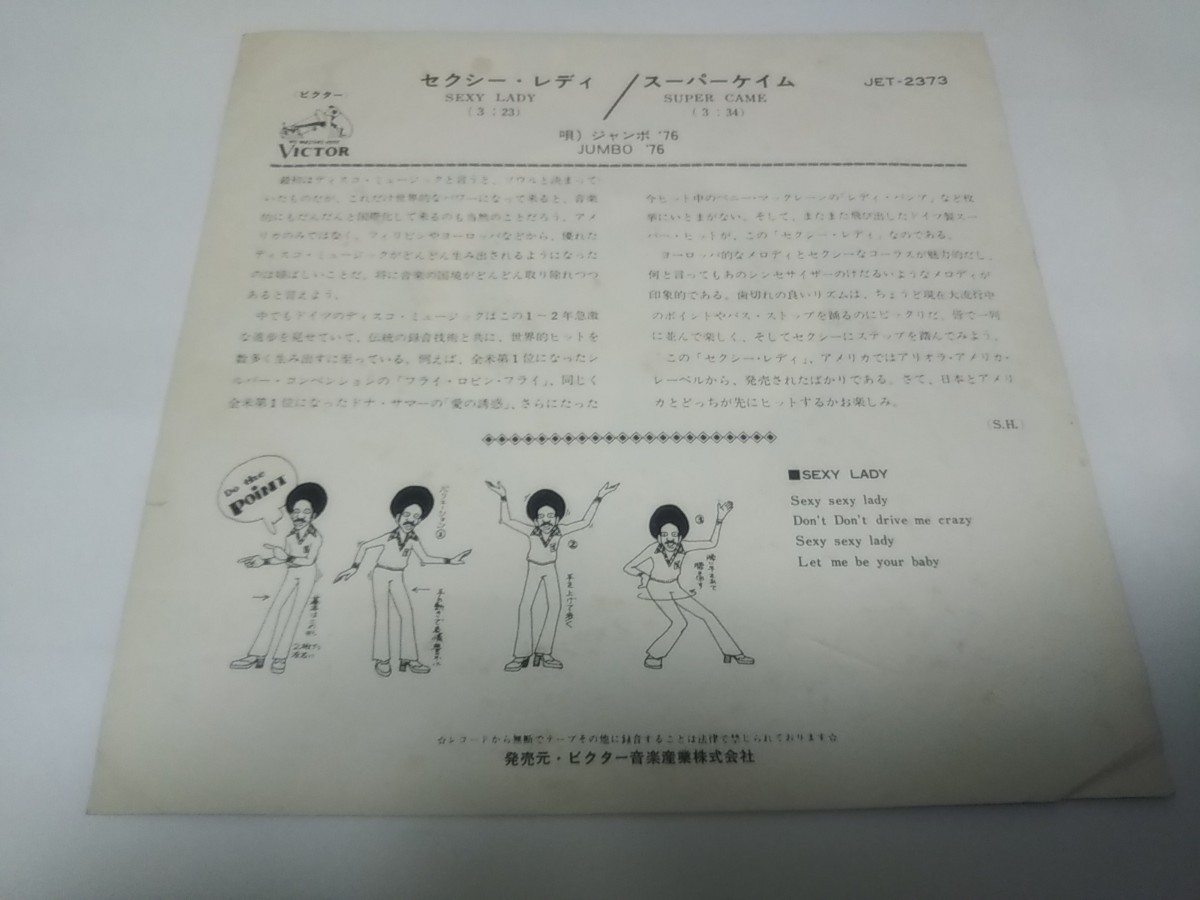 セクシー・レディ / スーパーケイム
JET-2373
SEXY LADY
SUPER CAME
(3:23)
(3:34)
ビクター
"HIS MASTER'S VOICE"
VICTOR
唄) ジャンボ '76
JUMBO '76
最初はディスコ・ミュージックと言うと、ソウルと決まって
いたものだが、これだけ世界的なパワーになって来ると、音楽
的にもだんだんと国際化して来るのも当然のことだろう。アメ
リカのみではなく、フィリピンやヨーロッパなどから、優れた
ディスコ・ミュージックがどんどん生み出されるようになった
のは嬉ばしいことだ。将に音楽の国境がどんどん取り除れつつ
あると言えよう。
中でもドイツのディスコ・ミュージックはこの1~2年急激
な進歩を見せていて、伝統の録音技術と共に、世界的ヒットを
数多く生み出すに至っている。例えば、全米第1位になったシ
ルバー・コンベンションの「フライ・ロビン・フライ」、同じく
全米第1位になったドナ・サマーの「愛の誘惑」、さらにたった
今ヒット中のペニー・マックレーンの「レディ・バンプ」など枚
挙にいとまがない。そして、またまた飛び出したドイツ製スー
パー・ヒットが、この「セクシー・レディ」なのである。
ヨーロッパ的なメロディとセクシーなコーラスが魅力的だし、
何と言ってもあのシンセサイザーのけだるいようなメロディが
印象的である。歯切れの良いリズムは、ちょうど現在大流行中
のポイントやバス・ストップを踊るのにピックリだ。皆で一列
に並んで楽しく、そしてセクシーにステップを踏んでみよう。
この「セクシー・レディ」、アメリカではアリオラ・アメリカ・
レーベルから、発売されたばかりである。さて、日本とアメリ
カとどっちが先にヒットするかお楽しみ。
(S.H.)
Do the
POINT
バリエーション①
②
手を上げて歩く
③
■SEXY LADY
Sexy sexy lady
Don't Don't drive me crazy
Sexy sexy lady
Let me be your baby
☆レコードから無断でテープその他に録音することは法律で禁じられております☆
発売元・ビクター音楽産業株式会社